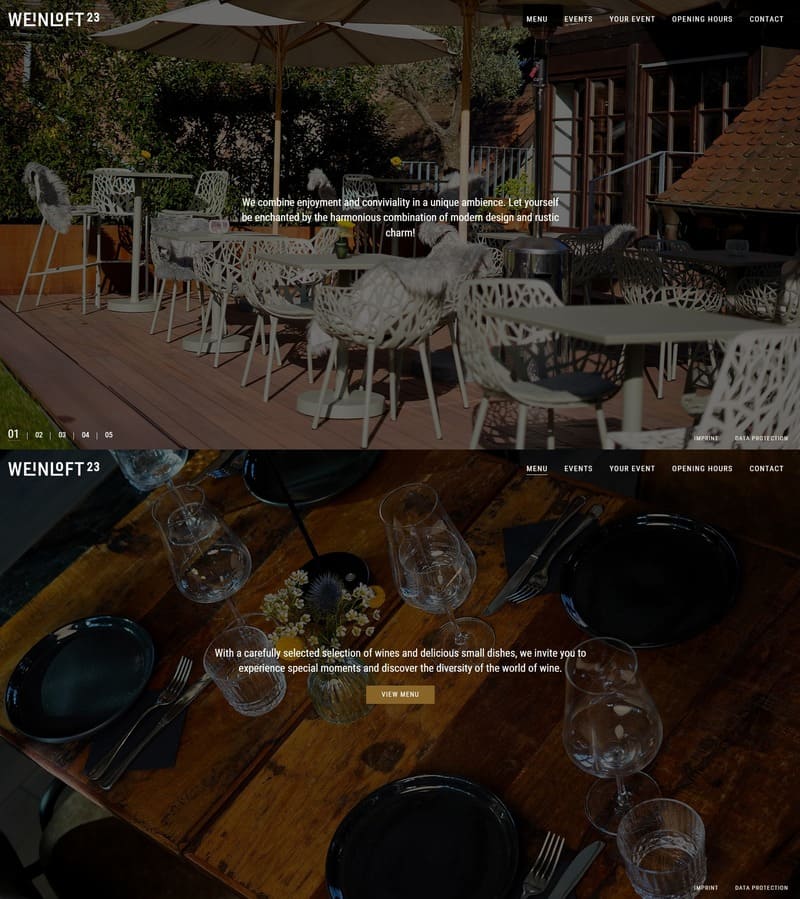 WEINLOFT 23
MENU EVENTS YOUR EVENT OPENING HOURS CONTACT
We combine enjoyment and conviviality in a unique ambience. Let yourself
be enchanted by the harmonious combination of modern design and rustic
charm!
01 | 02 | 03 | 04 | 05
IMPRINT DATA PROTECTION
WEINLOFT 23
MENU EVENTS YOUR EVENT OPENING HOURS CONTACT
With a carefully selected selection of wines and delicious small dishes, we invite you to
experience special moments and discover the diversity of the world of wine.
VIEW MENU
IMPRINT DATA PROTECTION